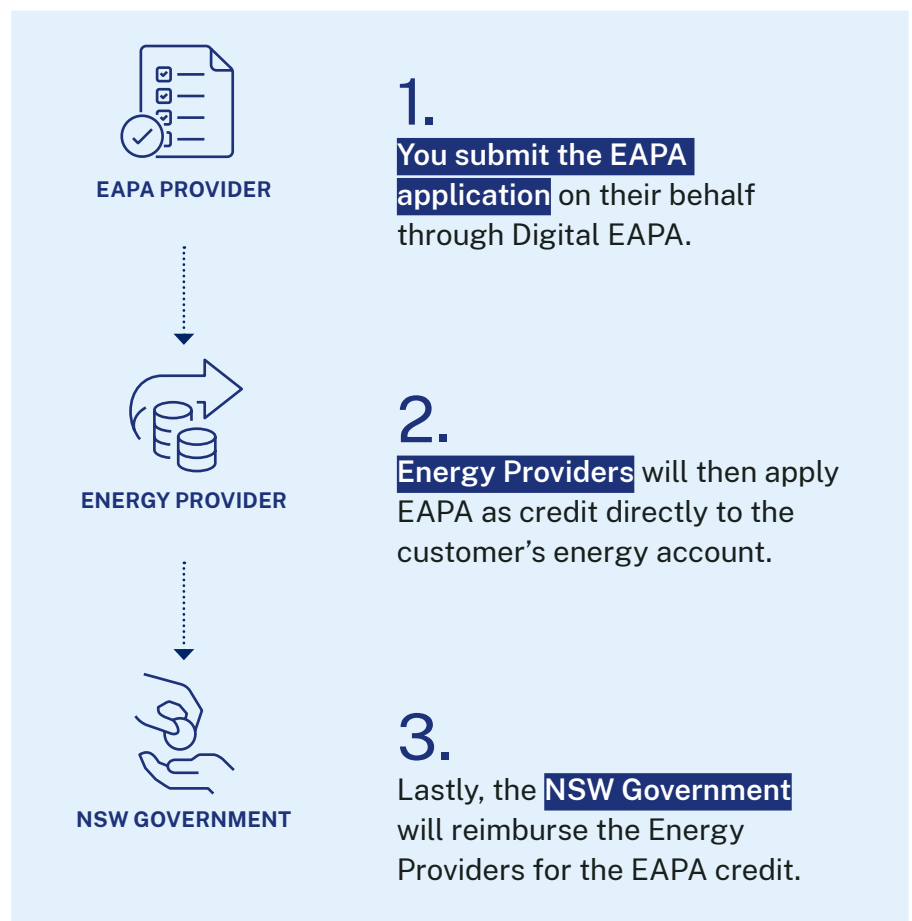 EAPA PROVIDER
1.
You submit the EAPA
application on their behalf
through Digital EAPA.
ENERGY PROVIDER
2.
Energy Providers will then apply
EAPA as credit directly to the
customer’s energy account.
NSW GOVERNMENT
3.
Lastly, the NSW Government
will reimburse the Energy
Providers for the EAPA credit.